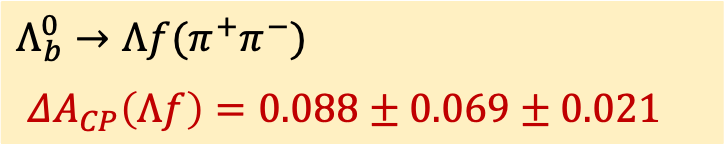 Λ_b^0 → Λf(π⁺π⁻)
ΔA_CP(Λf) = 0.088 ± 0.069 ± 0.021